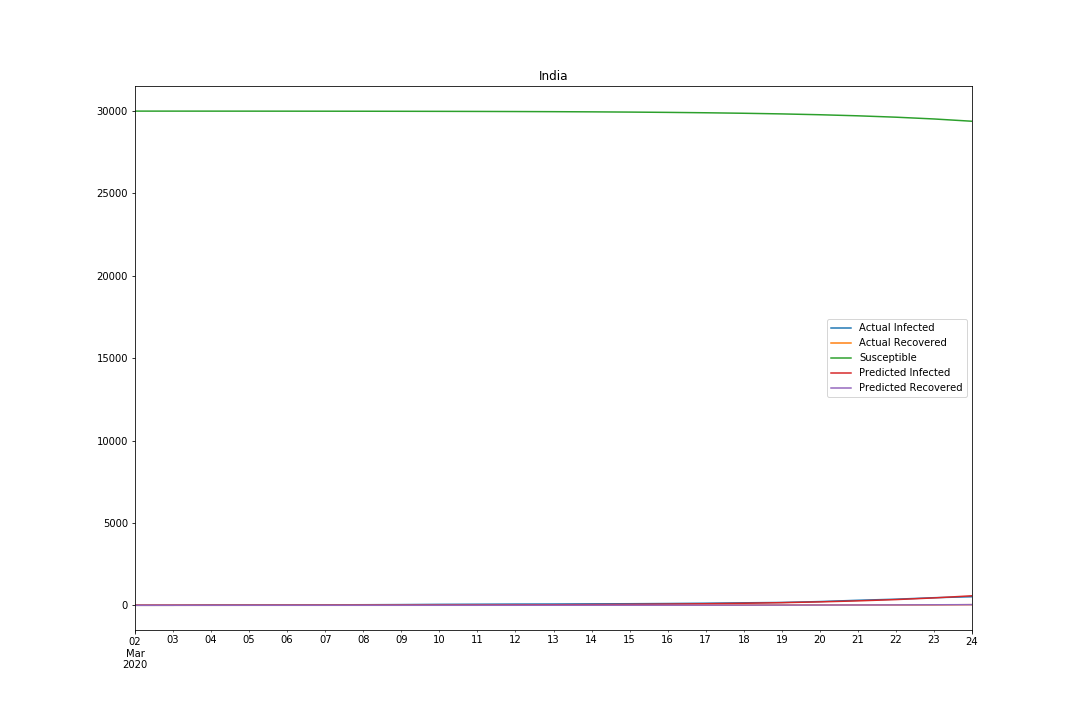 India
30000
25000
20000
15000
10000
5000
0
Actual Infected
Actual Recovered
Susceptible
Predicted Infected
Predicted Recovered
02 03 04 05 06 07 08 09 10 11 12 13 14 15 16 17 18 19 20 21 22 23 24
Mar
2020